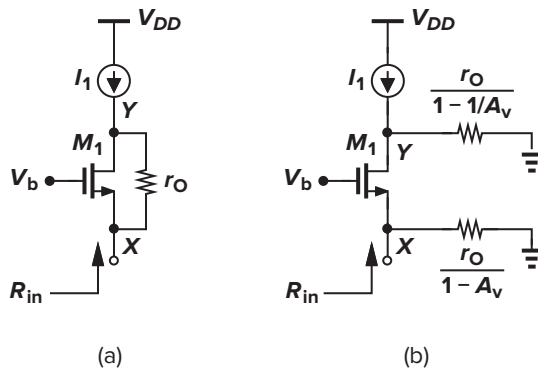 V_DD
I_1
Y
M_1
V_b
r_O
X
R_in
(a)
V_DD
I_1
r_O
1 − 1/A_v
M_1
Y
V_b
X
r_O
1 − A_v
R_in
(b)